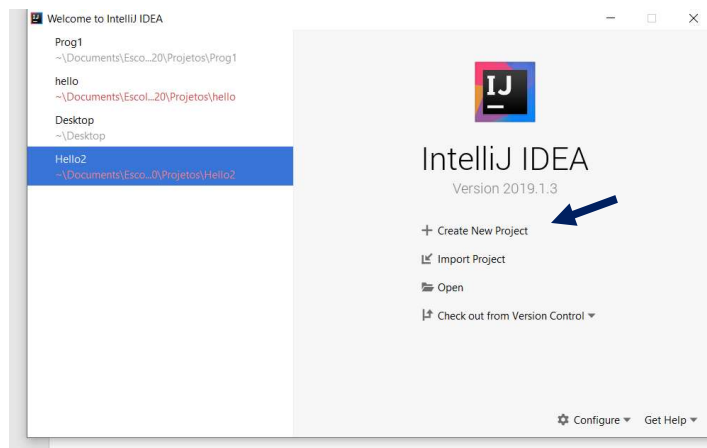 Welcome to IntelliJ IDEA
Prog1
~\Documents\Esco...20\Projetos\Prog1
hello
~\Documents\Escol...20\Projetos\hello
Desktop
~\Desktop
Hello2
~\Documents\Esco...0\Projetos\Hello2
IJ
IntelliJ IDEA
Version 2019.1.3
Create New Project
Import Project
Open
Check out from Version Control
Configure Get Help